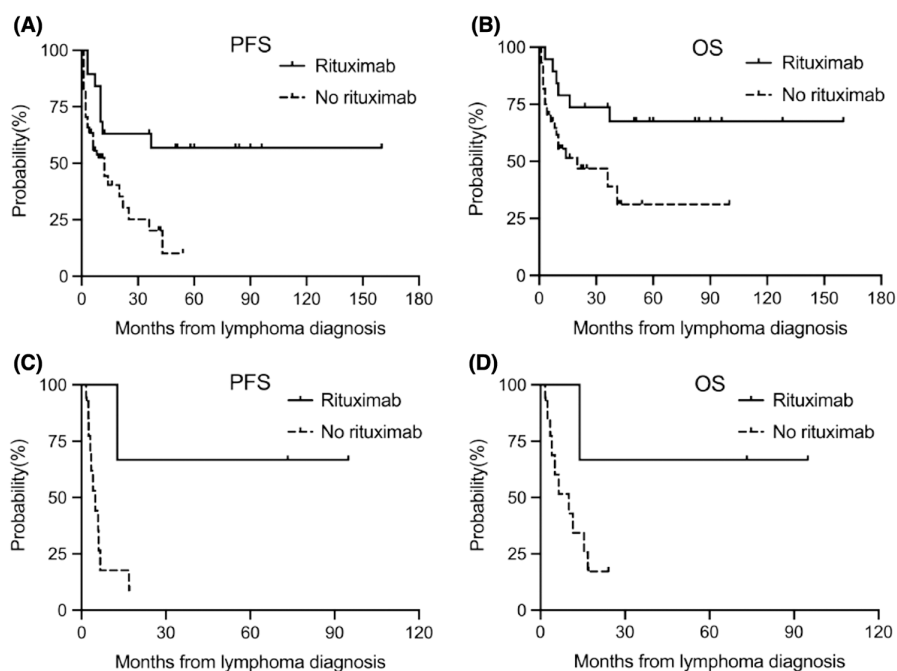 (A)
PFS
Rituximab
No rituximab
Probability(%)
100
75
50
25
0
0 30 60 90 120 150 180
Months from lymphoma diagnosis
(B)
OS
Rituximab
No rituximab
Probability(%)
100
75
50
25
0
0 30 60 90 120 160 180
Months from lymphoma diagnosis
(C)
PFS
Rituximab
No rituximab
Probability(%)
100
75
50
25
0
0 30 60 90 120
Months from lymphoma diagnosis
(D)
OS
Rituximab
No rituximab
Probability(%)
100
75
50
25
0
0 30 60 90 120
Months from lymphoma diagnosis